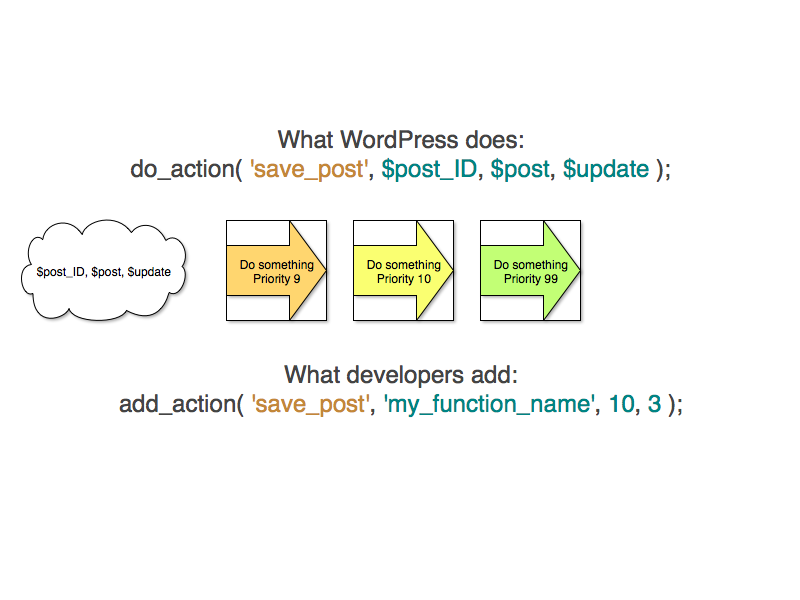 What WordPress does:
do_action( 'save_post', $post_ID, $post, $update );
$post_ID, $post, $update
Do something
Priority 9
Do something
Priority 10
Do something
Priority 99
What developers add:
add_action( 'save_post', 'my_function_name', 10, 3 );